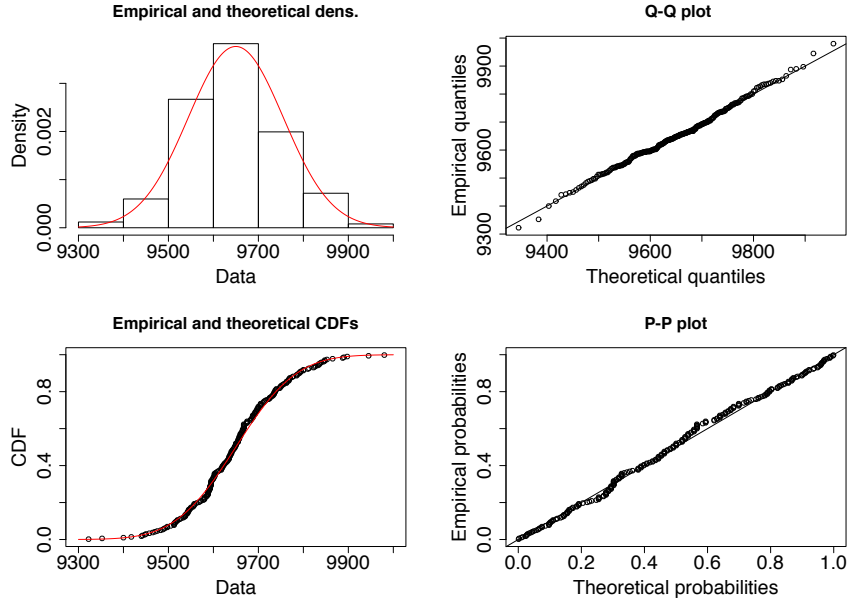 Empirical and theoretical dens.
Density
0.002
0.000
9300 9500 9700 9900
Data
Q-Q plot
Empirical quantiles
9900
9600
9300
9400 9600 9800
Theoretical quantiles
Empirical and theoretical CDFs
CDF
0.8
0.4
0.0
9300 9500 9700 9900
Data
P-P plot
Empirical probabilities
0.8
0.4
0.0
0.0 0.2 0.4 0.6 0.8 1.0
Theoretical probabilities